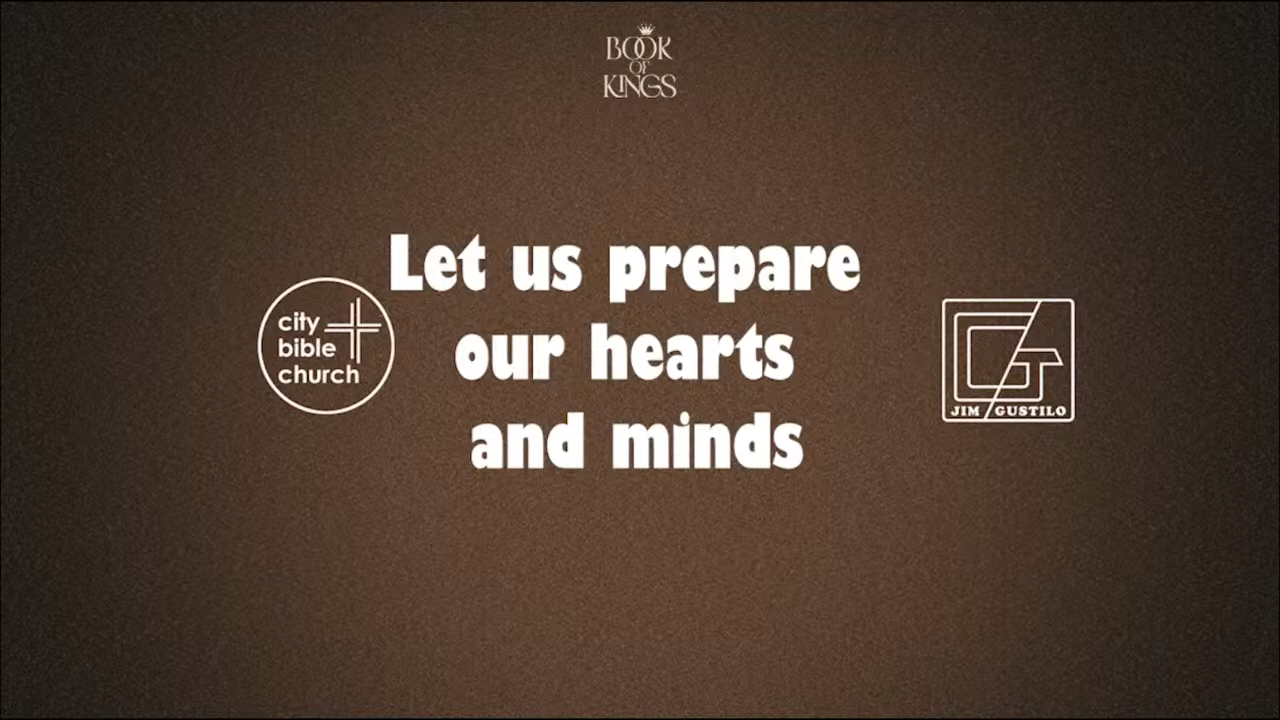 BOOK
OF
KINGS
Let us prepare
our hearts
and minds
city
bible
church
JIM GUSTILO